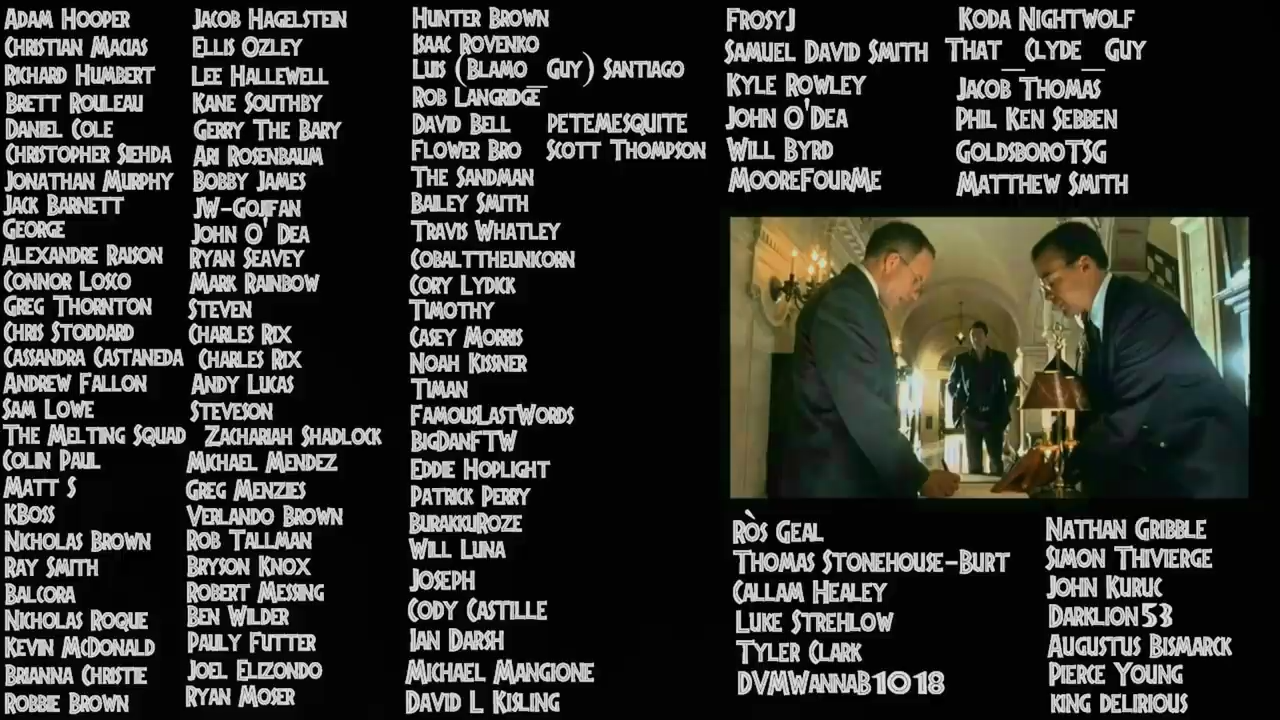 Adam Hooper
Christian Macias
Richard Humbert
Brett Rouleau
Daniel Cole
Christopher Siehda
Jonathan Murphy
Jack Barnett
George
Alexandre Raison
Connor Losco
Greg Thornton
Chris Stoddard
Cassandra Castaneda
Andrew Fallon
Sam Lowe
The Melting Squad
Colin Paul
Matt S
KBoss
Nicholas Brown
Ray Smith
Balcora
Nicholas Roque
Kevin McDonald
Brianna Christie
Robbie Brown
Jacob Hagelstein
Ellis Ozley
Lee Hallewell
Kane Southby
Gerry The Bary
Ari Rosenbaum
Bobby James
JW-Gojifan
John O' Dea
Ryan Seavey
Mark Rainbow
Steven
Charles Rix
Charles Rix
Andy Lucas
Steveson
Zachariah Shadlock
Michael Mendez
Greg Menzies
Verlando Brown
Rob Tallman
Bryson Knox
Robert Messing
Ben Wilder
Pauly Futter
Joel Elizondo
Ryan Moser
Hunter Brown
Isaac Rovenko
Luis (Blamo_Guy) Santiago
Rob Langridge
David Bell
Flower Bro
The Sandman
Bailey Smith
Travis Whatley
CobaltTheUnicorn
Cory Lydick
Timothy
Casey Morris
Noah Kissner
Timan
FamousLastWords
BigDanFTW
Eddie Hoplight
Patrick Perry
BurakkuRoze
Will Luna
Joseph
Cody Castille
Ian Darsh
Michael Mangione
David L Kisling
PETEMESQUITE
Scott Thompson
FrosyJ
Samuel David Smith
Kyle Rowley
John O'Dea
Will Byrd
MooreFourMe
Koda Nightwolf
That_Clyde_Guy
Jacob Thomas
Phil Ken Sebben
GoldsboroTSG
Matthew Smith
Ròs Geal
Thomas Stonehouse-Burt
Callam Healey
Luke Strehlow
Tyler Clark
DVMWannaB1018
Nathan Gribble
Simon Thivierge
John Kuruc
Darklion53
Augustus Bismarck
Pierce Young
king delirious